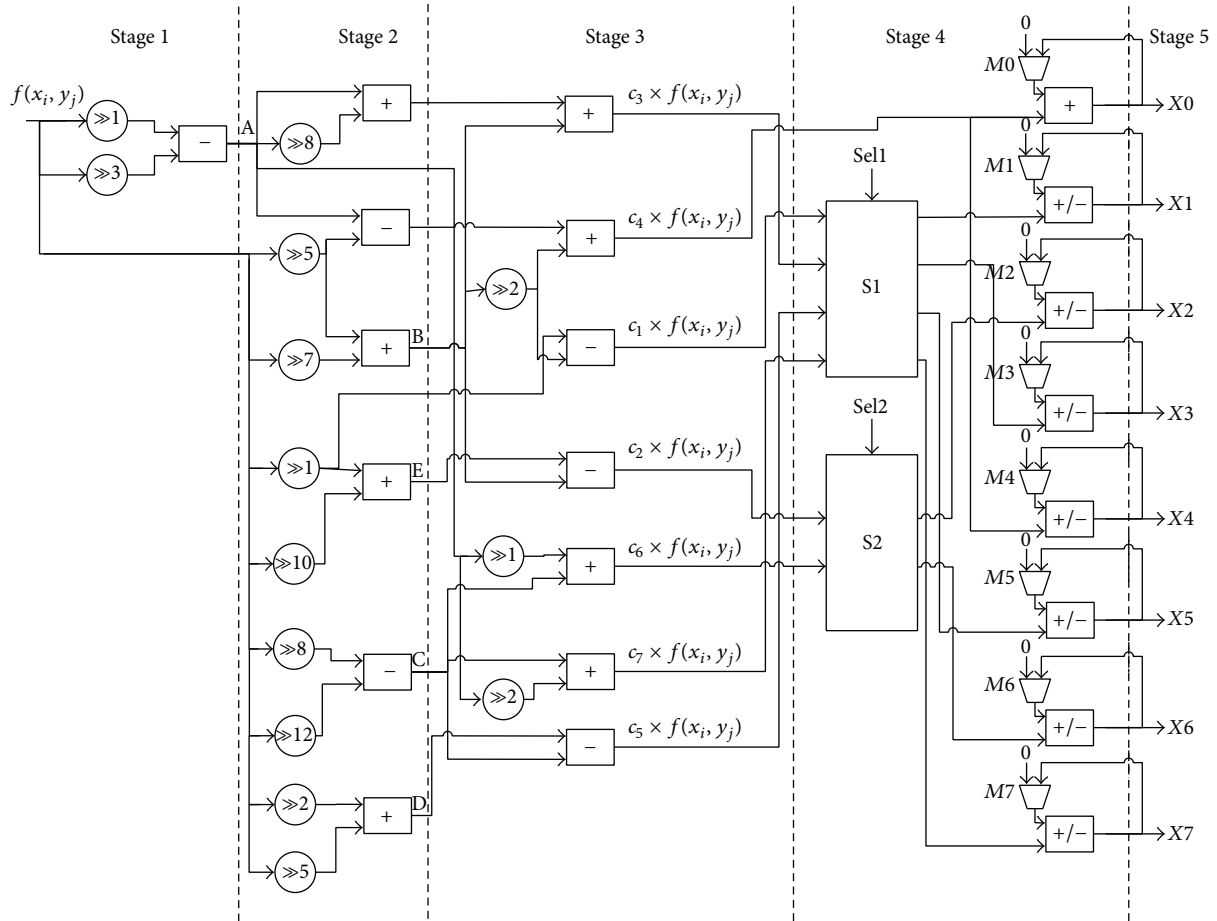 Stage 1
Stage 2
Stage 3
Stage 4
Stage 5
f(x_i, y_j)
≫1
≫3
−
A
≫8
+
≫5
−
≫7
+
B
≫1
≫10
+
E
≫8
≫12
−
C
≫2
≫5
+
D
+
c_3 × f(x_i, y_j)
≫2
+
c_4 × f(x_i, y_j)
−
c_1 × f(x_i, y_j)
−
c_2 × f(x_i, y_j)
≫1
+
c_6 × f(x_i, y_j)
≫2
+
c_7 × f(x_i, y_j)
−
c_5 × f(x_i, y_j)
Sel1
S1
Sel2
S2
0
M0
+
X0
0
M1
+/−
X1
0
M2
+/−
X2
0
M3
+/−
X3
0
M4
+/−
X4
0
M5
+/−
X5
0
M6
+/−
X6
0
M7
+/−
X7